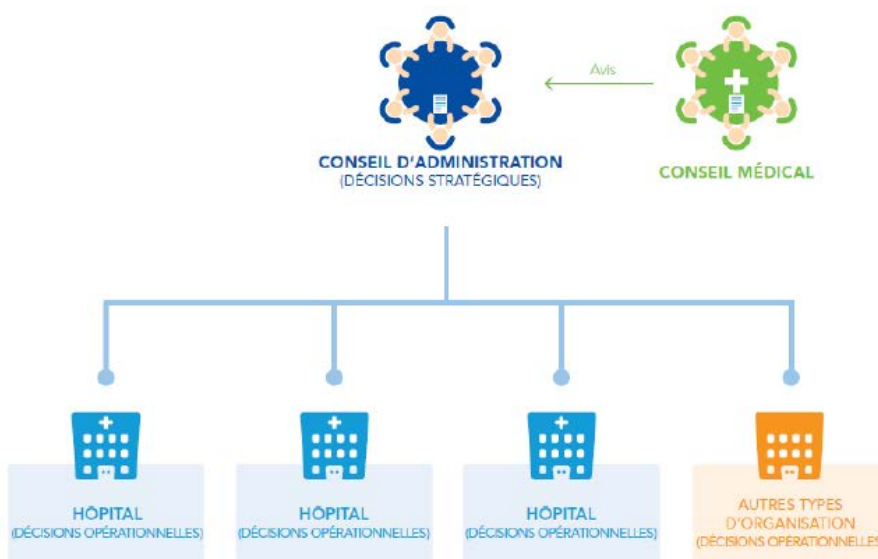 Avis
CONSEIL D'ADMINISTRATION
(DÉCISIONS STRATÉGIQUES)
CONSEIL MÉDICAL
HÔPITAL
(DÉCISIONS OPÉRATIONNELLES)
HÔPITAL
(DÉCISIONS OPÉRATIONNELLES)
HÔPITAL
(DÉCISIONS OPÉRATIONNELLES)
AUTRES TYPES
D'ORGANISATION
(DÉCISIONS OPÉRATIONNELLES